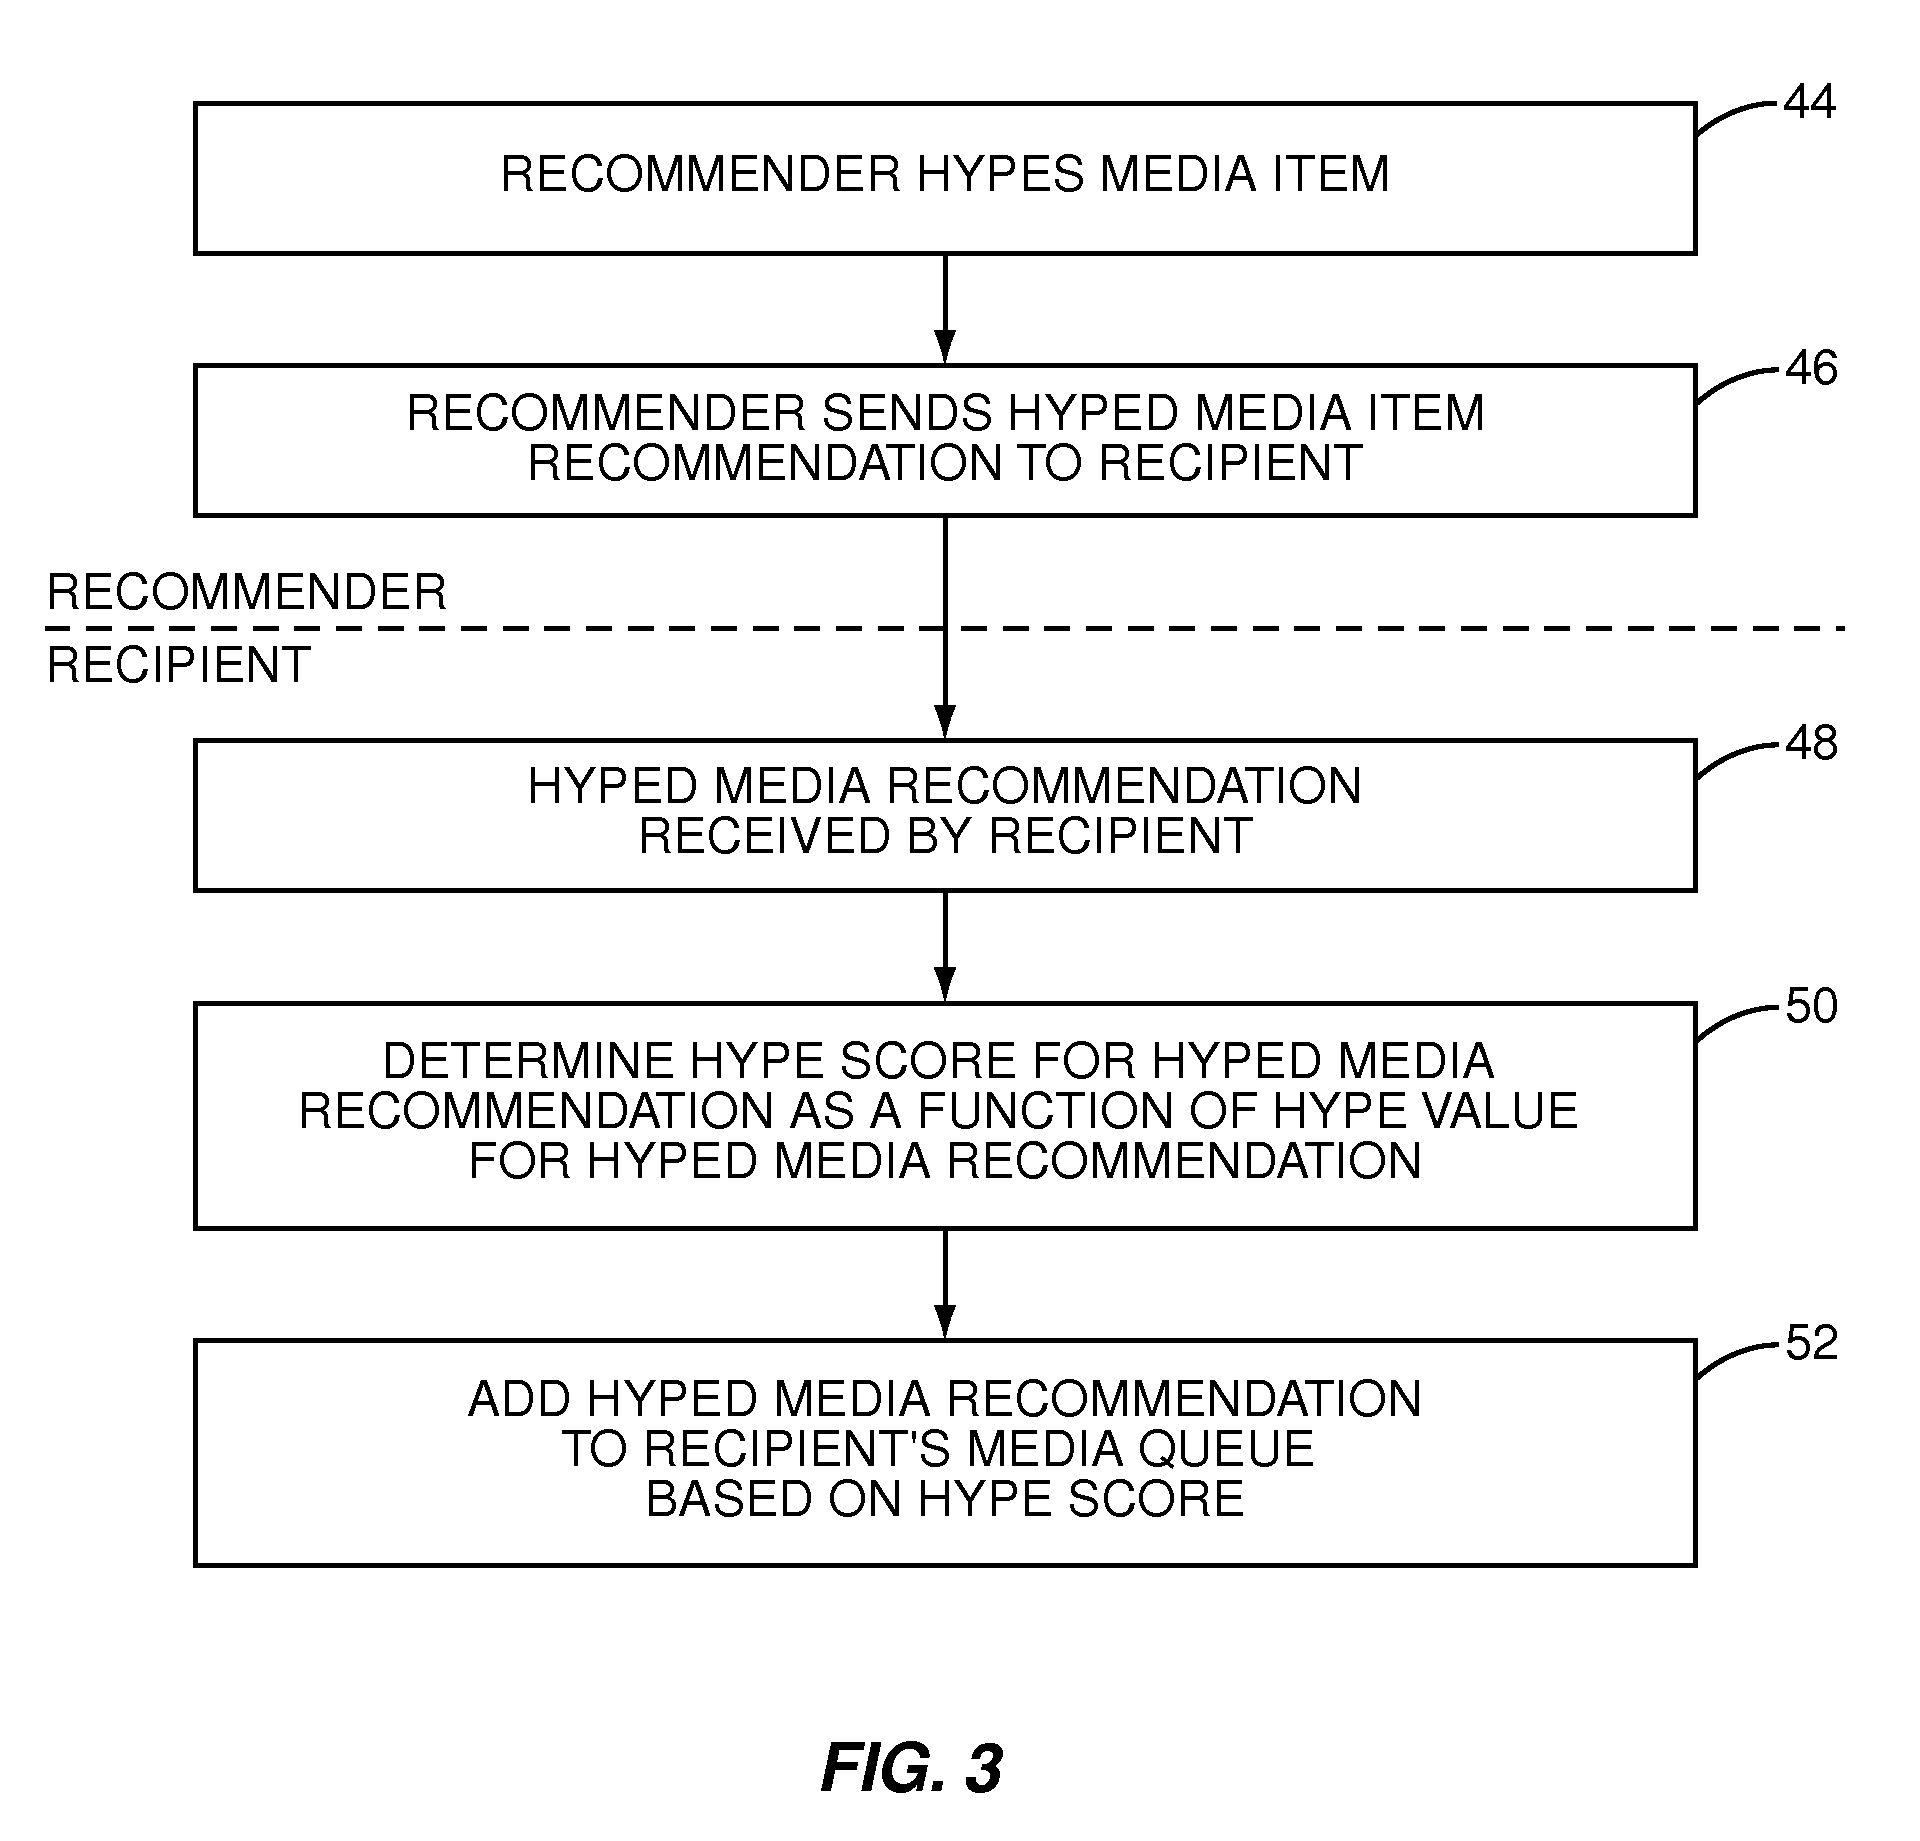 44
RECOMMENDER HYPES MEDIA ITEM
46
RECOMMENDER SENDS HYPED MEDIA ITEM
RECOMMENDATION TO RECIPIENT
RECOMMENDER
RECIPIENT
48
HYPED MEDIA RECOMMENDATION
RECEIVED BY RECIPIENT
50
DETERMINE HYPE SCORE FOR HYPED MEDIA
RECOMMENDATION AS A FUNCTION OF HYPE VALUE
FOR HYPED MEDIA RECOMMENDATION
52
ADD HYPED MEDIA RECOMMENDATION
TO RECIPIENT'S MEDIA QUEUE
BASED ON HYPE SCORE
FIG. 3